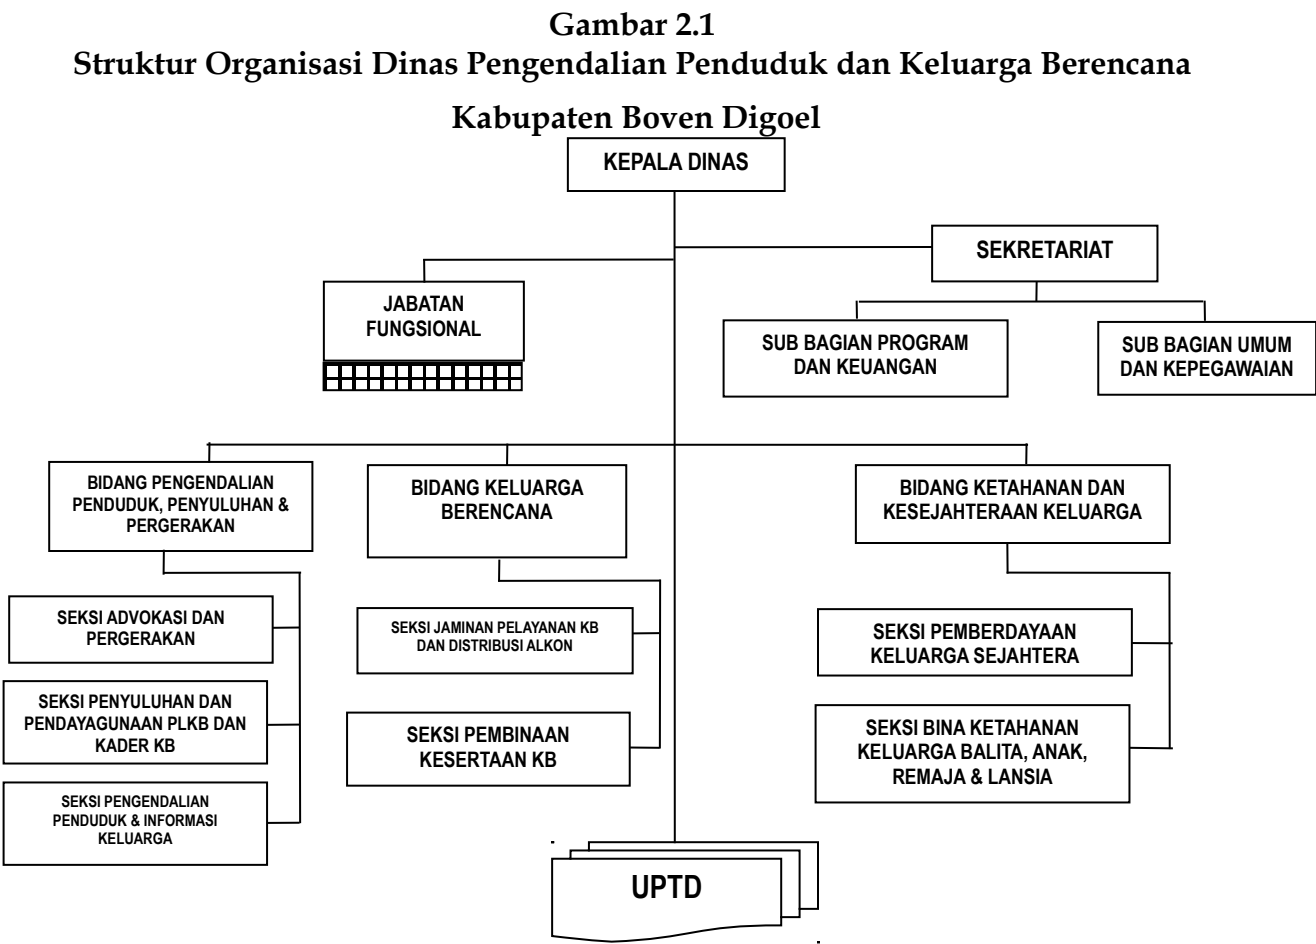 Gambar 2.1
Struktur Organisasi Dinas Pengendalian Penduduk dan Keluarga Berencana
Kabupaten Boven Digoel
KEPALA DINAS
SEKRETARIAT
JABATAN
FUNGSIONAL
SUB BAGIAN PROGRAM
DAN KEUANGAN
SUB BAGIAN UMUM
DAN KEPEGAWAIAN
BIDANG PENGENDALIAN
PENDUDUK, PENYULUHAN &
PERGERAKAN
BIDANG KELUARGA
BERENCANA
BIDANG KETAHANAN DAN
KESEJAHTERAAN KELUARGA
SEKSI ADVOKASI DAN
PERGERAKAN
SEKSI JAMINAN PELAYANAN KB
DAN DISTRIBUSI ALKON
SEKSI PEMBERDAYAAN
KELUARGA SEJAHTERA
SEKSI PENYULUHAN DAN
PENDAYAGUNAAN PLKB DAN
KADER KB
SEKSI PEMBINAAN
KESERTAAN KB
SEKSI BINA KETAHANAN
KELUARGA BALITA, ANAK,
REMAJA & LANSIA
SEKSI PENGENDALIAN
PENDUDUK & INFORMASI
KELUARGA
UPTD